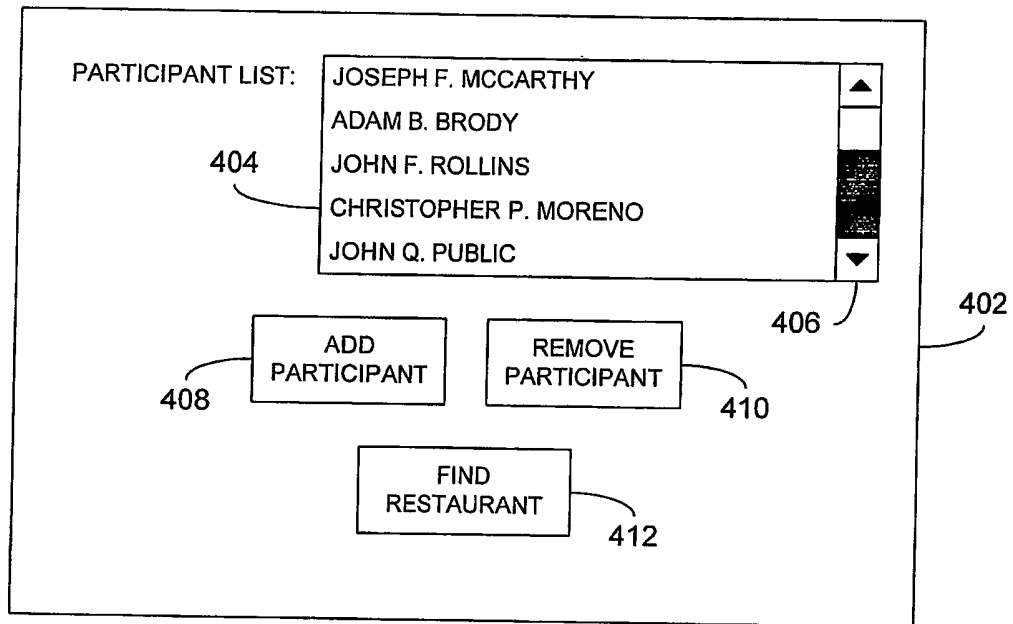 PARTICIPANT LIST:
JOSEPH F. MCCARTHY
ADAM B. BRODY
JOHN F. ROLLINS
CHRISTOPHER P. MORENO
JOHN Q. PUBLIC
404
406
402
ADD
PARTICIPANT
408
REMOVE
PARTICIPANT
410
FIND
RESTAURANT
412